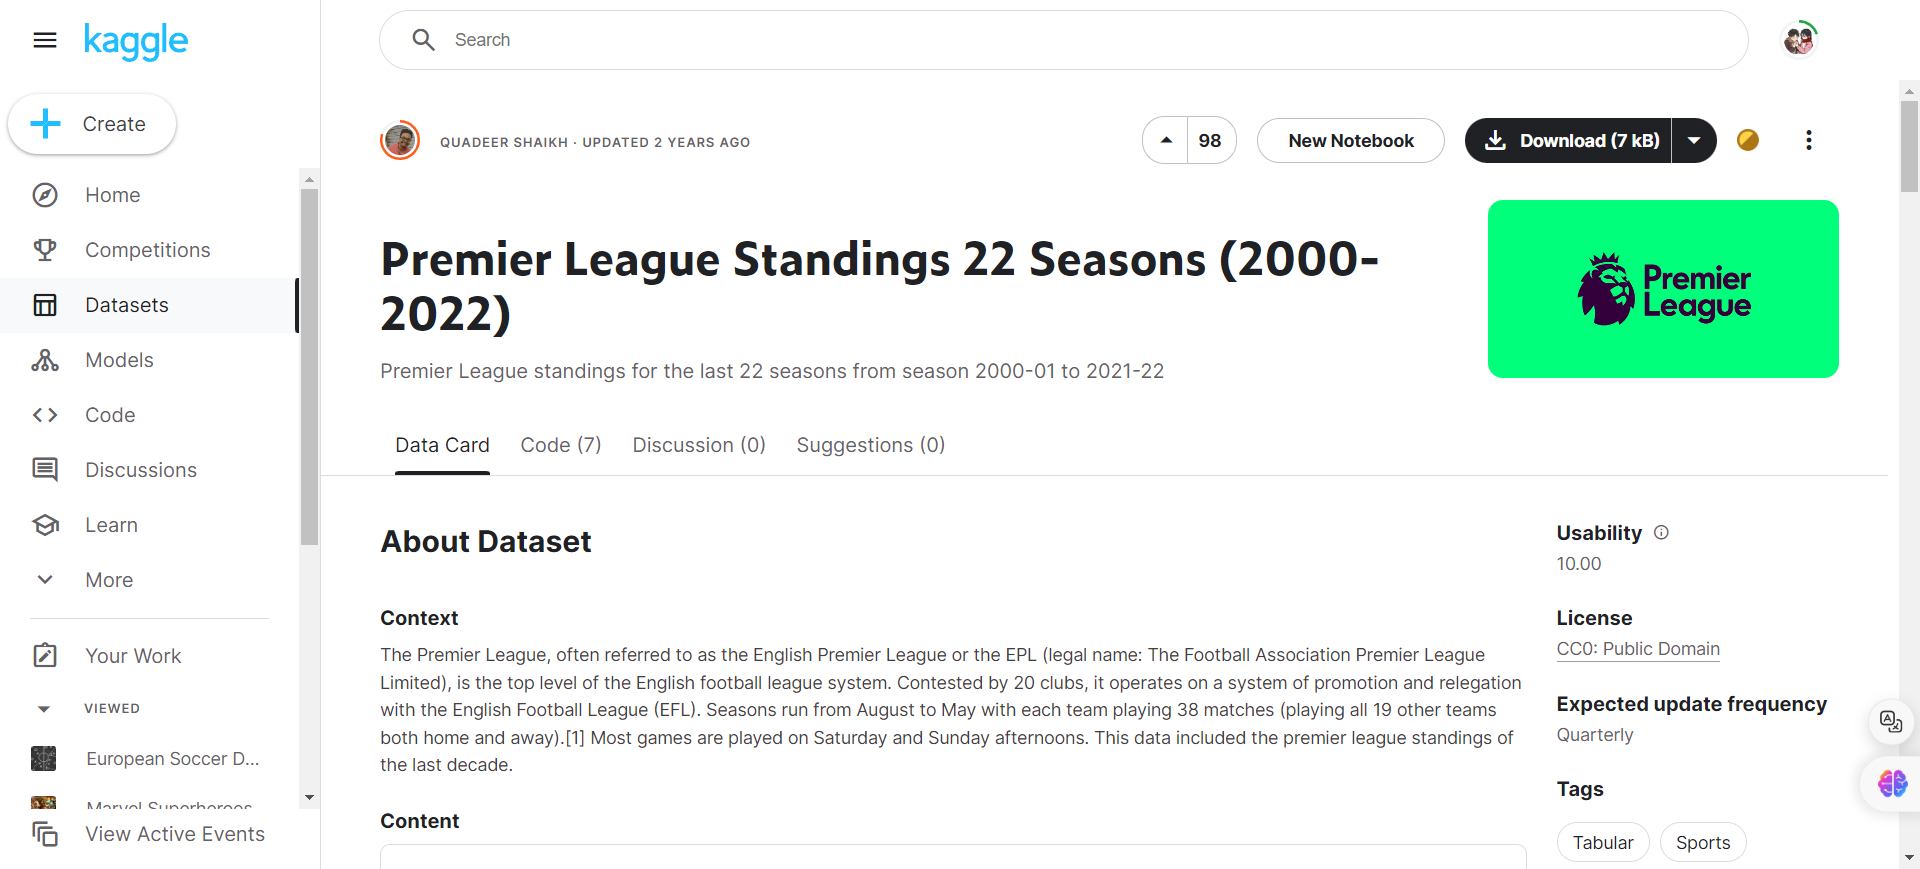 kaggle
Search
Create
Home
Competitions
Datasets
Models
Code
Discussions
Learn
More
Your Work
VIEWED
European Soccer D...
Marvel Superheroes
View Active Events
QUADEER SHAIKH · UPDATED 2 YEARS AGO
98
New Notebook
Download (7 kB)
Premier League Standings 22 Seasons (2000-
2022)
Premier League standings for the last 22 seasons from season 2000-01 to 2021-22
Premier
League
Data Card
Code (7)
Discussion (0)
Suggestions (0)
About Dataset
Context
The Premier League, often referred to as the English Premier League or the EPL (legal name: The Football Association Premier League
Limited), is the top level of the English football league system. Contested by 20 clubs, it operates on a system of promotion and relegation
with the English Football League (EFL). Seasons run from August to May with each team playing 38 matches (playing all 19 other teams
both home and away).[1] Most games are played on Saturday and Sunday afternoons. This data included the premier league standings of
the last decade.
Content
Usability
10.00
License
CC0: Public Domain
Expected update frequency
Quarterly
Tags
Tabular
Sports